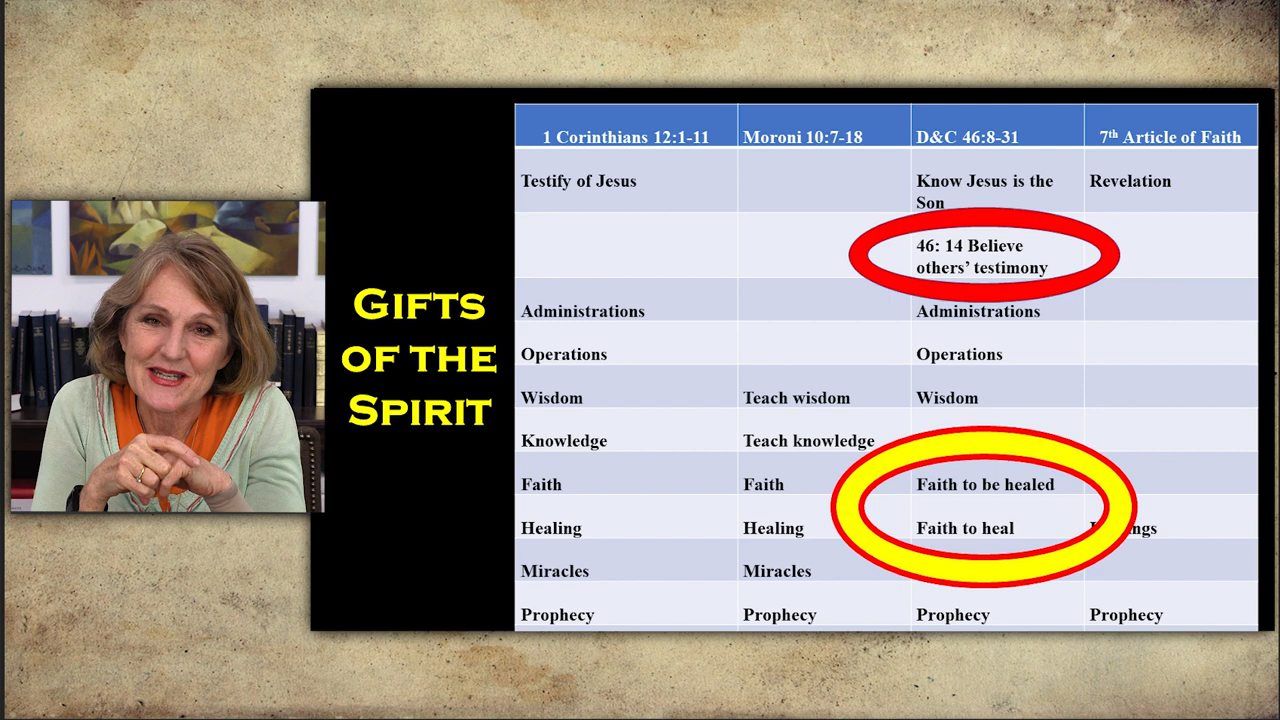 GIFTS
OF THE
SPIRIT
1 Corinthians 12:1-11 Moroni 10:7-18 D&C 46:8-31 7th Article of Faith
Testify of Jesus Know Jesus is the Revelation
Son
46: 14 Believe
others’ testimony
Administrations Administrations
Operations Operations
Wisdom Teach wisdom Wisdom
Knowledge Teach knowledge
Faith Faith Faith to be healed
Healing Healing Faith to heal
Miracles Miracles
Prophecy Prophecy Prophecy Prophecy